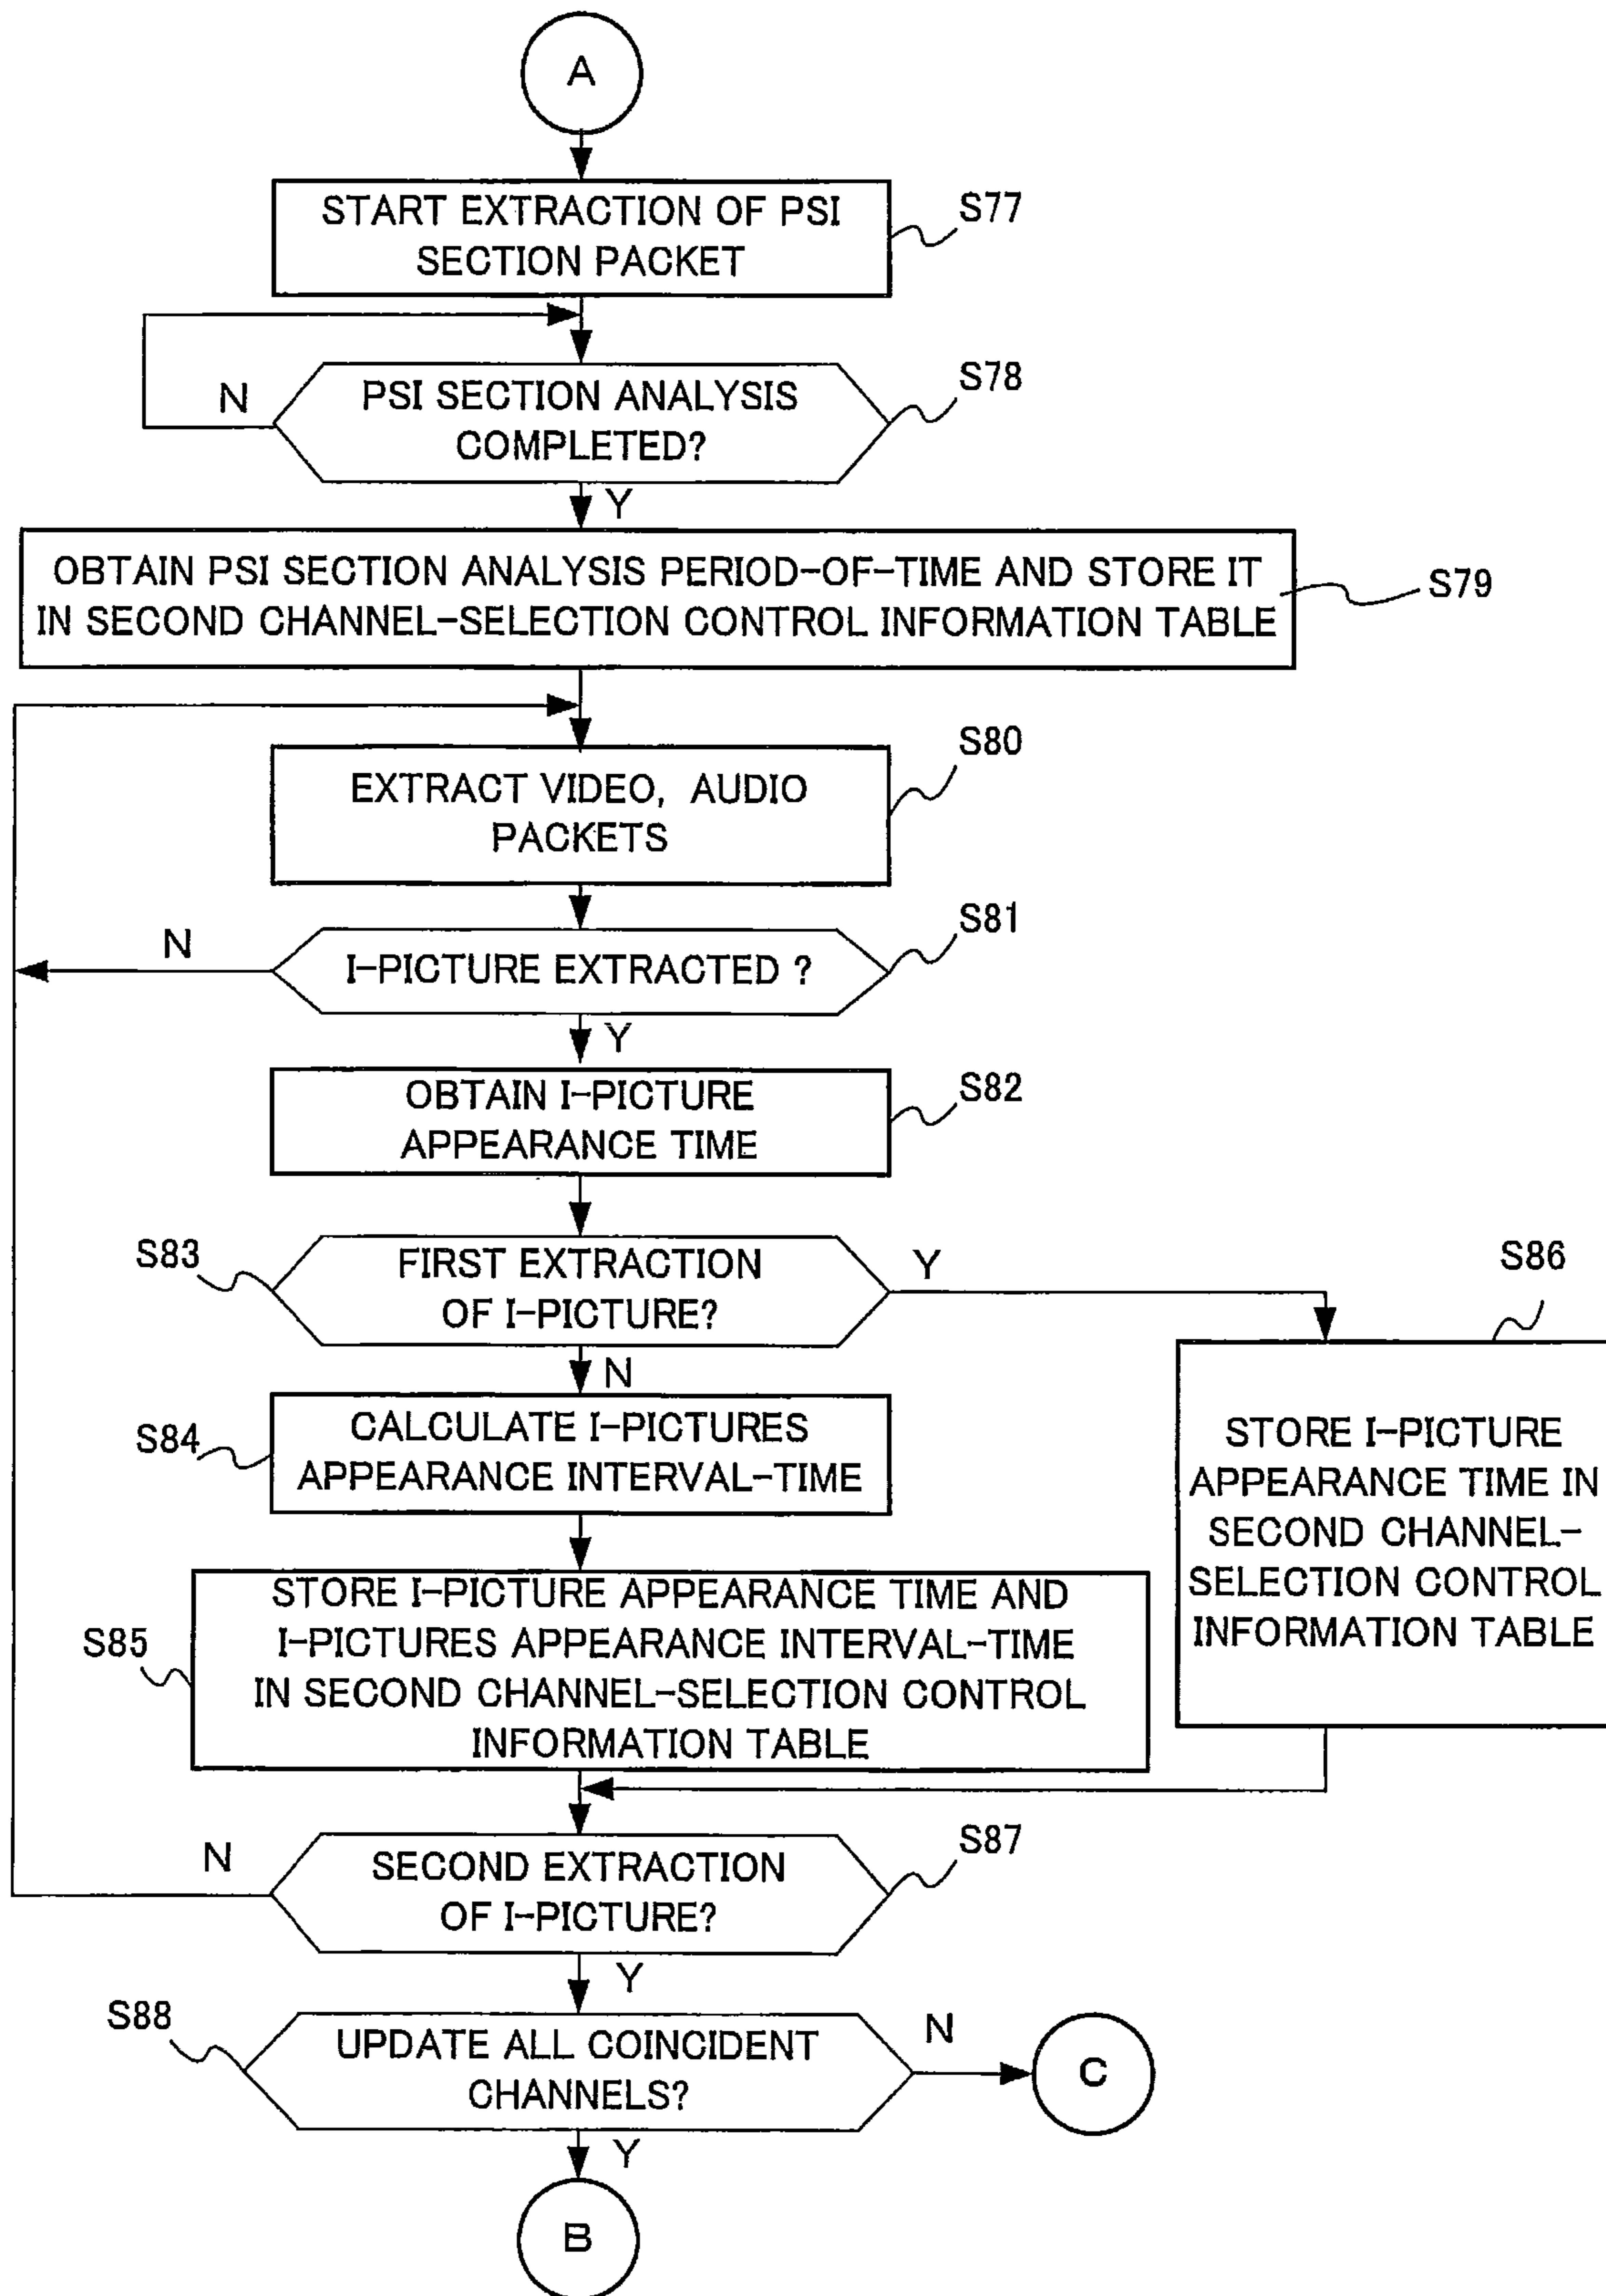 A
START EXTRACTION OF PSI
SECTION PACKET
S77
N
PSI SECTION ANALYSIS
COMPLETED?
S78
Y
OBTAIN PSI SECTION ANALYSIS PERIOD-OF-TIME AND STORE IT
IN SECOND CHANNEL-SELECTION CONTROL INFORMATION TABLE
S79
EXTRACT VIDEO, AUDIO
PACKETS
S80
N
I-PICTURE EXTRACTED ?
S81
Y
OBTAIN I-PICTURE
APPEARANCE TIME
S82
S83
FIRST EXTRACTION
OF I-PICTURE?
Y
N
S86
STORE I-PICTURE
APPEARANCE TIME IN
SECOND CHANNEL-
SELECTION CONTROL
INFORMATION TABLE
S84
CALCULATE I-PICTURES
APPEARANCE INTERVAL-TIME
S85
STORE I-PICTURE APPEARANCE TIME AND
I-PICTURES APPEARANCE INTERVAL-TIME
IN SECOND CHANNEL-SELECTION CONTROL
INFORMATION TABLE
N
SECOND EXTRACTION
OF I-PICTURE?
S87
Y
S88
UPDATE ALL COINCIDENT
CHANNELS?
N
C
Y
B